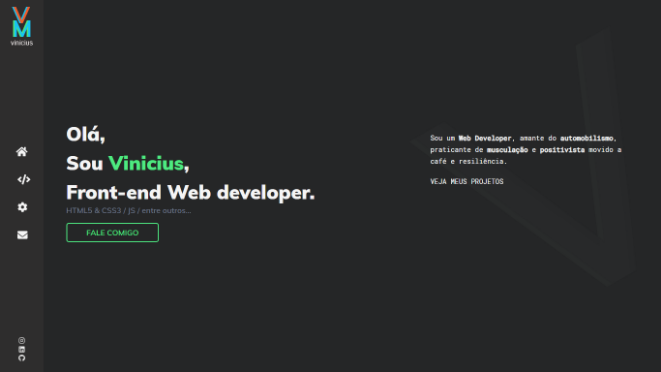 VM
vinicius
Olá,
Sou Vinicius,
Front-end Web developer.
HTML5 & CSS3 / JS / entre outros...
FALE COMIGO
Sou um Web Developer, amante do automobilismo,
praticante de musculação e positivista movido a
café e resiliência.
VEJA MEUS PROJETOS